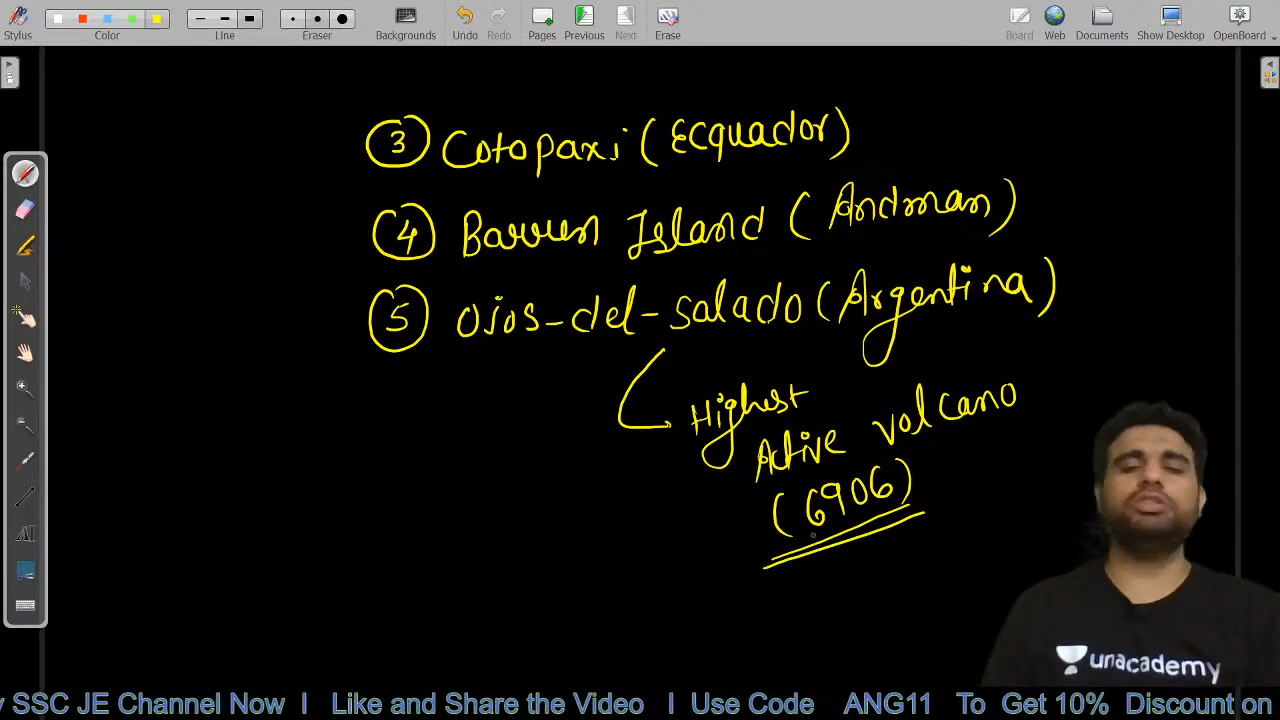 Stylus
Color
Line
Eraser
Backgrounds
Undo
Redo
Pages
Previous
Next
Erase
Board
Web
Documents
Show Desktop
OpenBoard
3 Cotopaxi (Ecquador)
4 Barren Island (Andman)
5 Ojos-del-salado (Argentina)
Highest
Active volcano
(6906)
unacademy
y SSC JE Channel Now I Like and Share the Video I Use Code ANG11 To Get 10% Discount on